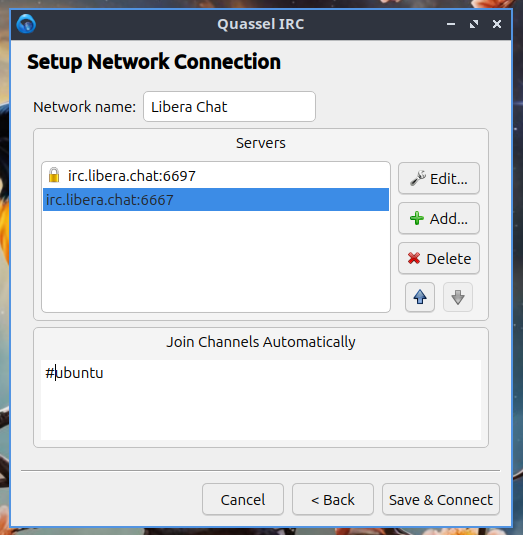 Quassel IRC
Setup Network Connection
Network name: Libera Chat
Servers
irc.libera.chat:6697
irc.libera.chat:6667
Edit...
Add...
Delete
Join Channels Automatically
#ubuntu
Cancel
< Back
Save & Connect